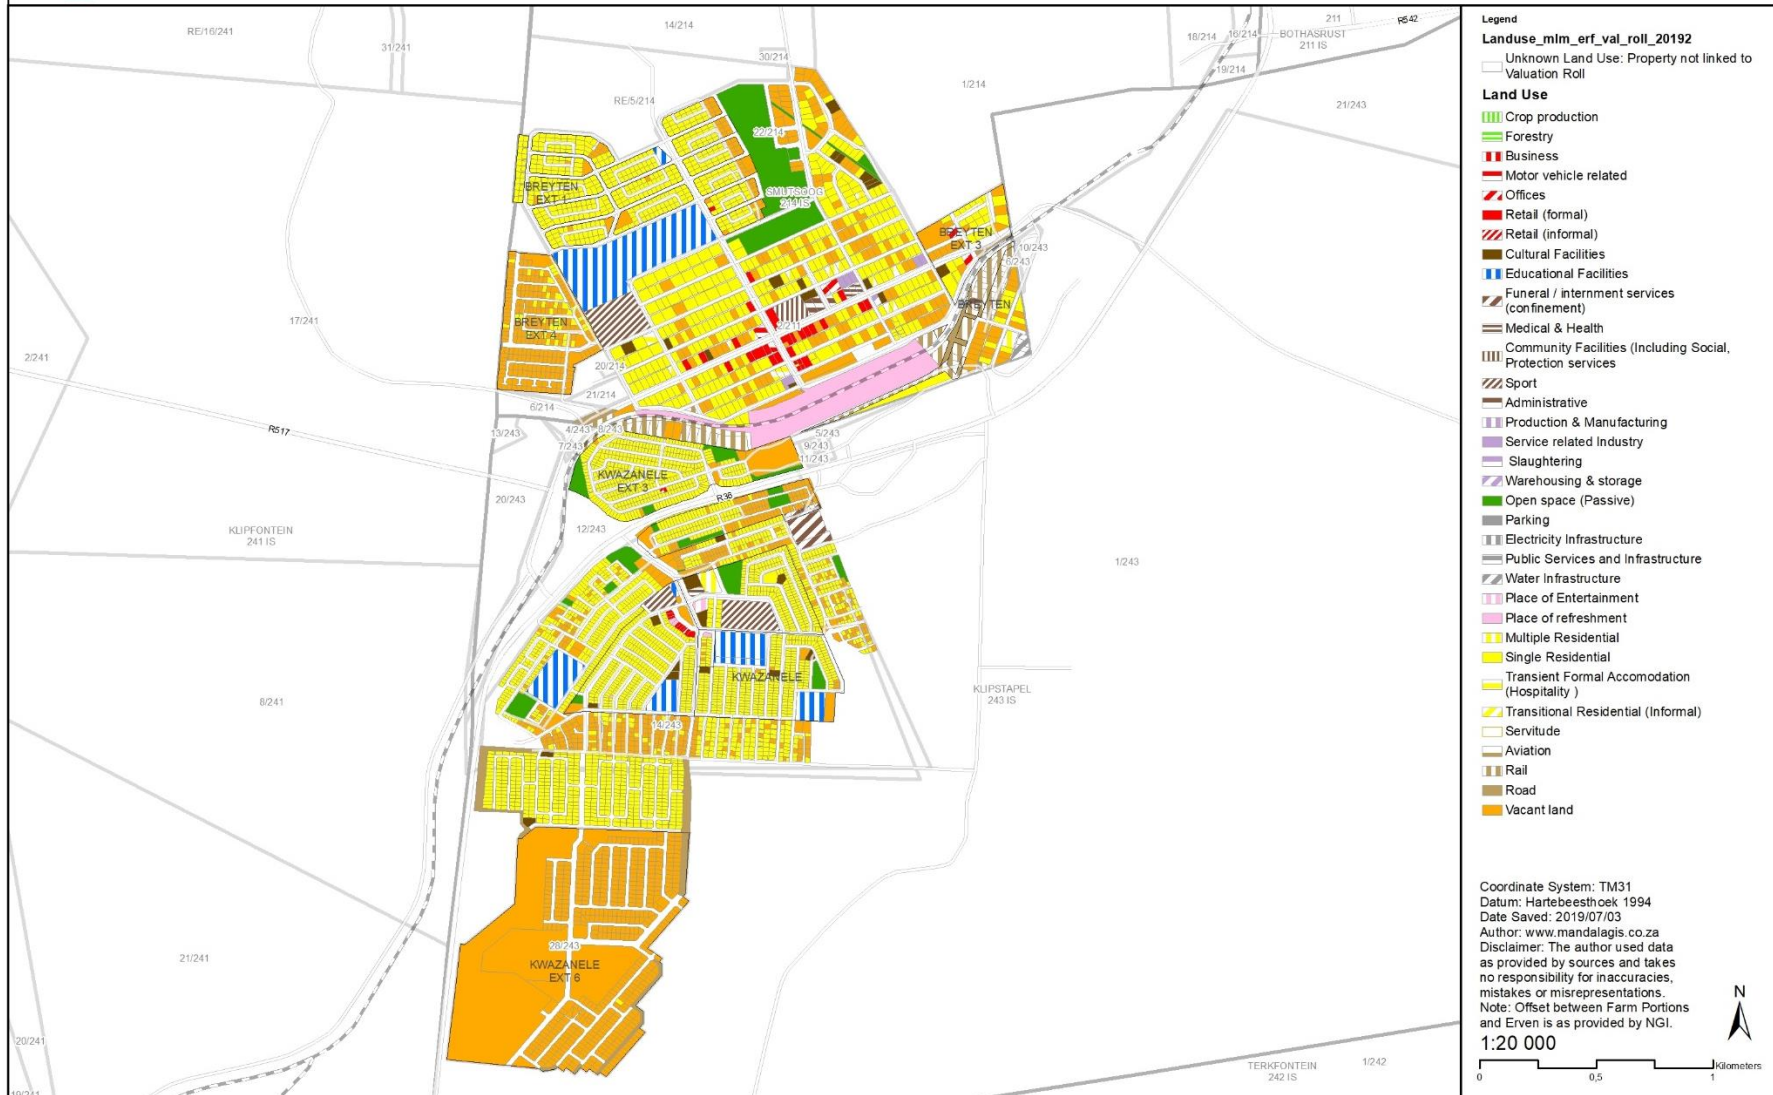 RE/16/241
31/241
14/214
30/214
RE/5/214
1/214
18/214
16/214
211
R542
BOTHASRUST
211 IS
19/214
21/243
22/214
SMUTSOOG
214 IS
BREYTEN
EXT 1
BREYTEN
EXT 3
10/243
6/243
BREYTEN
17/241
2/241
BREYTEN
EXT 4
2/211
20/214
21/214
6/214
R517
13/243
4/243
8/243
7/243
5/243
9/243
11/243
KWAZANELE
EXT 3
R36
20/243
12/243
KLIPFONTEIN
241 IS
1/243
8/241
KWAZANELE
KLIPSTAPEL
243 IS
14/243
21/241
28/243
KWAZANELE
EXT 6
20/241
19/241
TERKFONTEIN
242 IS
1/242
Legend
Landuse_mlm_erf_val_roll_20192
Unknown Land Use: Property not linked to
Valuation Roll
Land Use
Crop production
Forestry
Business
Motor vehicle related
Offices
Retail (formal)
Retail (informal)
Cultural Facilities
Educational Facilities
Funeral / internment services
(confinement)
Medical & Health
Community Facilities (Including Social,
Protection services
Sport
Administrative
Production & Manufacturing
Service related Industry
Slaughtering
Warehousing & storage
Open space (Passive)
Parking
Electricity Infrastructure
Public Services and Infrastructure
Water Infrastructure
Place of Entertainment
Place of refreshment
Multiple Residential
Single Residential
Transient Formal Accomodation
(Hospitality )
Transitional Residential (Informal)
Servitude
Aviation
Rail
Road
Vacant land
Coordinate System: TM31
Datum: Hartebeesthoek 1994
Date Saved: 2019/07/03
Author: www.mandalagis.co.za
Disclaimer: The author used data
as provided by sources and takes
no responsibility for inaccuracies,
mistakes or misrepresentations.
Note: Offset between Farm Portions
and Erven is as provided by NGI.
N
1:20 000
Kilometers
0 0,5 1